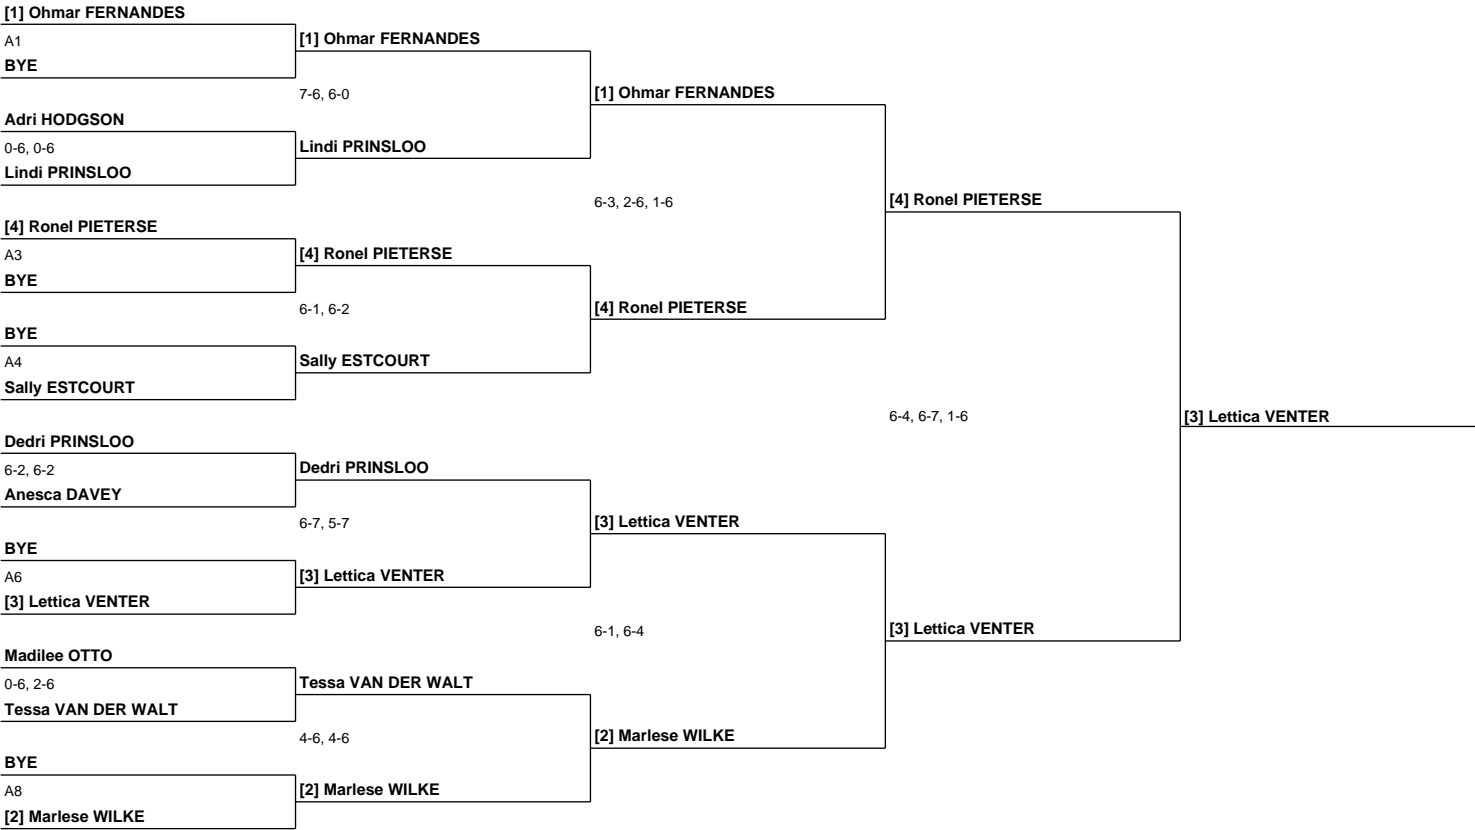 [1] Ohmar FERNANDES
A1
BYE
Adri HODGSON
0-6, 0-6
Lindi PRINSLOO
[4] Ronel PIETERSE
A3
BYE
BYE
A4
Sally ESTCOURT
Dedri PRINSLOO
6-2, 6-2
Anesca DAVEY
BYE
A6
[3] Lettica VENTER
Madilee OTTO
0-6, 2-6
Tessa VAN DER WALT
BYE
A8
[2] Marlese WILKE
[1] Ohmar FERNANDES
7-6, 6-0
Lindi PRINSLOO
[4] Ronel PIETERSE
6-1, 6-2
Sally ESTCOURT
Dedri PRINSLOO
6-7, 5-7
[3] Lettica VENTER
Tessa VAN DER WALT
4-6, 4-6
[2] Marlese WILKE
[1] Ohmar FERNANDES
6-3, 2-6, 1-6
[4] Ronel PIETERSE
[3] Lettica VENTER
6-1, 6-4
[2] Marlese WILKE
[4] Ronel PIETERSE
6-4, 6-7, 1-6
[3] Lettica VENTER
[3] Lettica VENTER